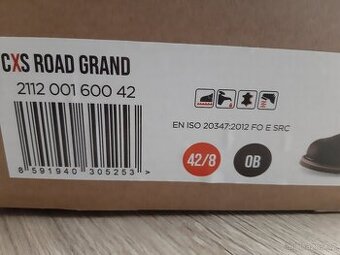 CXS ROAD GRAND
2112 001 600 42
EN ISO 20347:2012 FO E SRC
42/8
OB
8 591940 305253 >